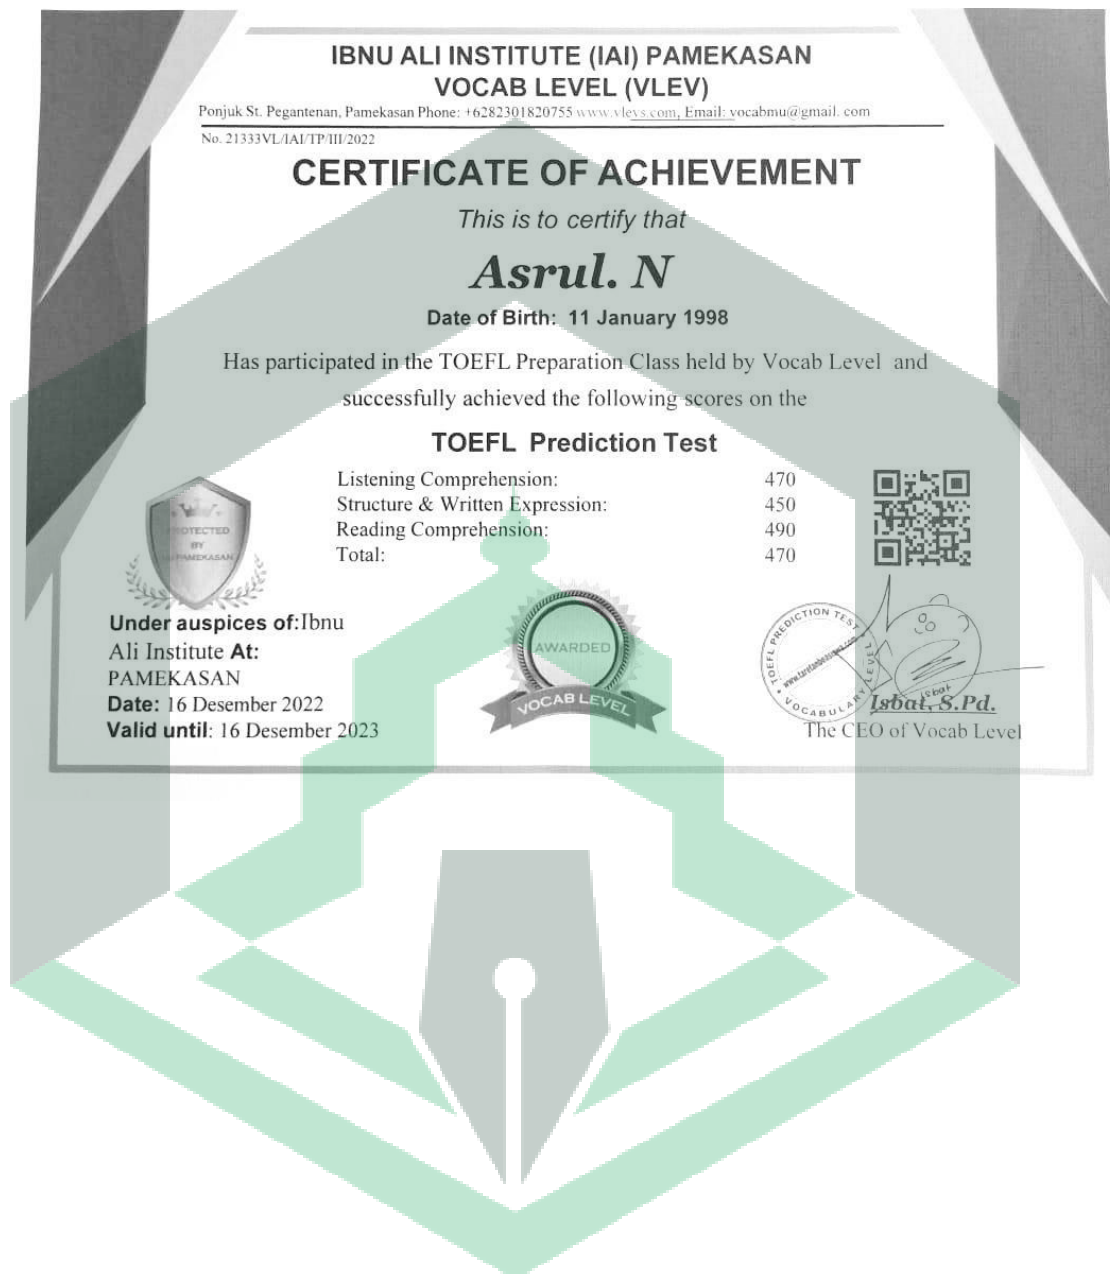 IBNU ALI INSTITUTE (IAI) PAMEKASAN
VOCAB LEVEL (VLEV)
Ponjuk St. Pegantenan, Pamekasan Phone: +6282301820755 www.vlevs.com, Email: vocabmu@gmail. com
No. 21333VL/IAI/TP/III/2022
CERTIFICATE OF ACHIEVEMENT
This is to certify that
Asrul. N
Date of Birth: 11 January 1998
Has participated in the TOEFL Preparation Class held by Vocab Level and
successfully achieved the following scores on the
TOEFL Prediction Test
Listening Comprehension: 470
Structure & Written Expression: 450
Reading Comprehension: 490
Total: 470
PROTECTED
BY
PAMEKASAN
Under auspices of:Ibnu
Ali Institute At:
PAMEKASAN
Date: 16 Desember 2022
Valid until: 16 Desember 2023
AWARDED
VOCAB LEVEL
TOEFL PREDICTION TEST
VOCABULARY LEVEL
Isbat, S.Pd.
The CEO of Vocab Level